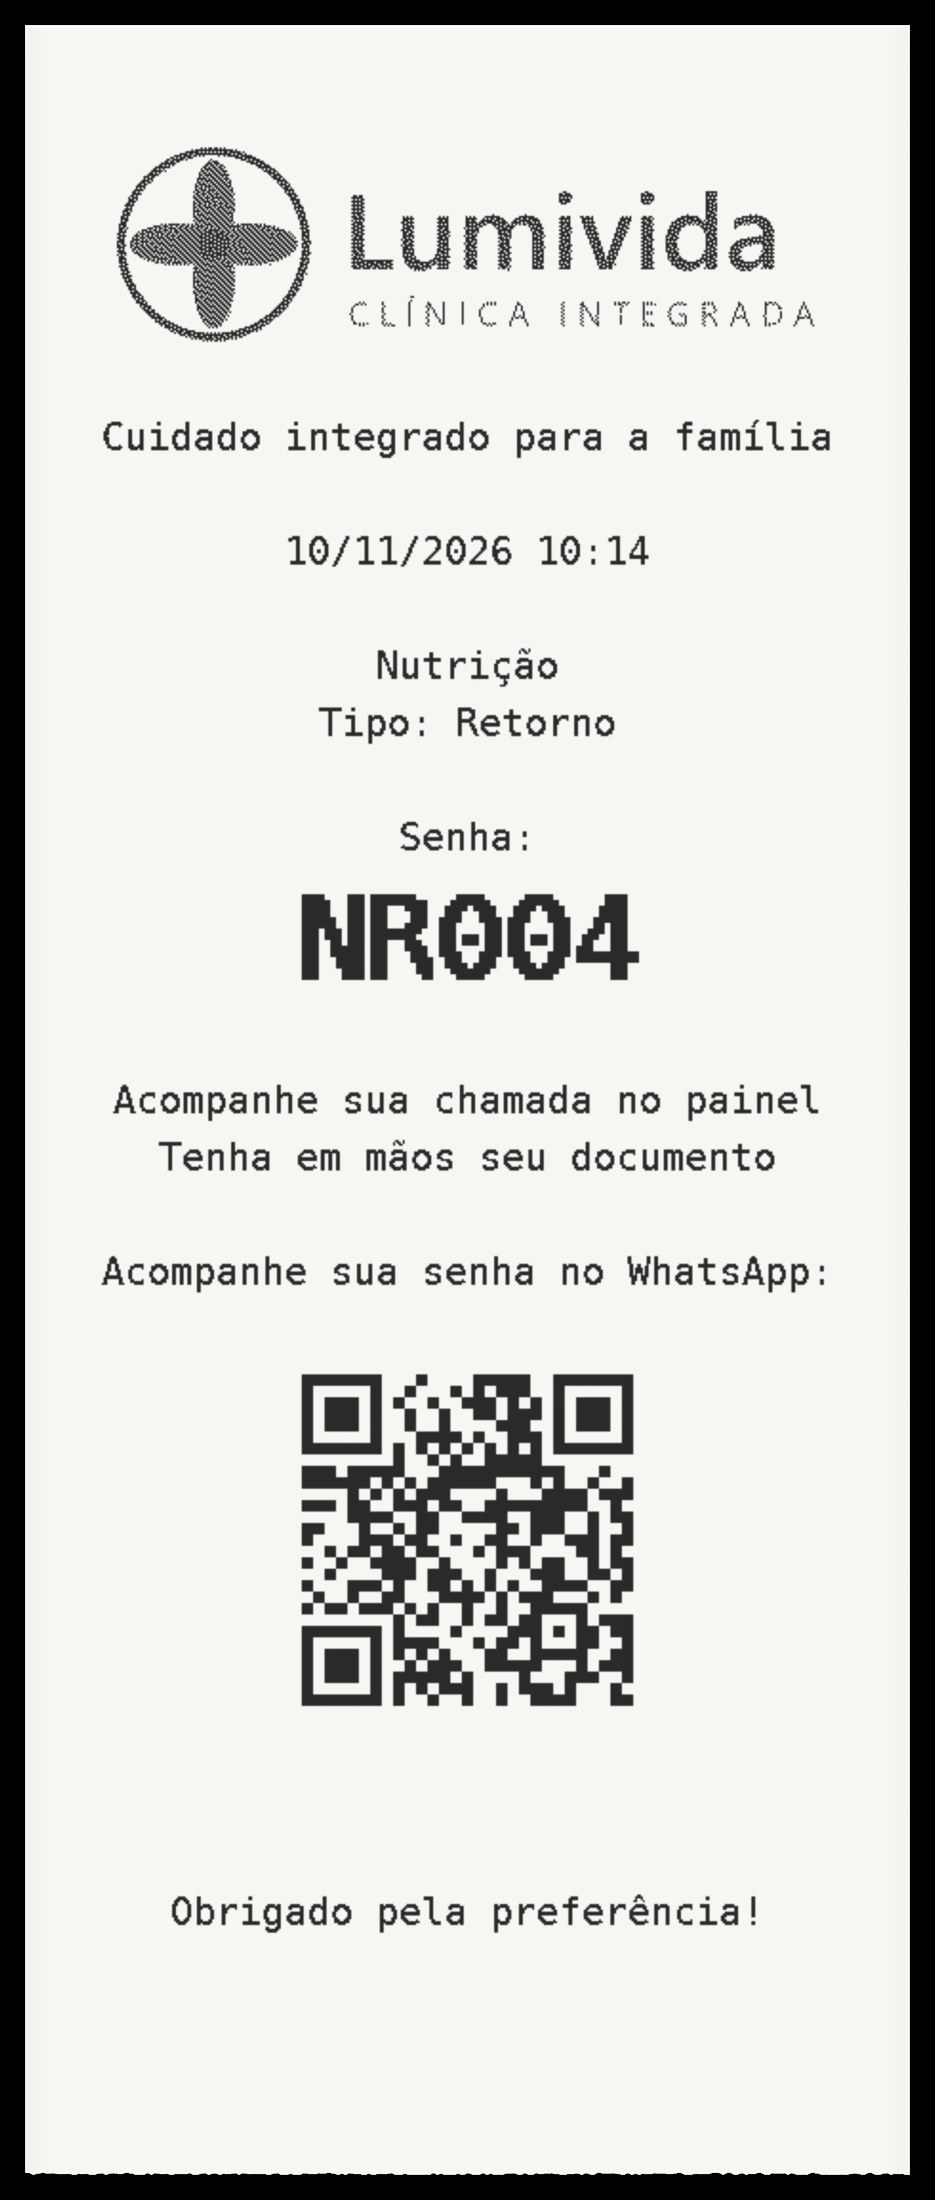 Lumivida
CLÍNICA INTEGRADA
Cuidado integrado para a família
10/11/2026 10:14
Nutrição
Tipo: Retorno
Senha:
NR004
Acompanhe sua chamada no painel
Tenha em mãos seu documento
Acompanhe sua senha no WhatsApp:
Obrigado pela preferência!